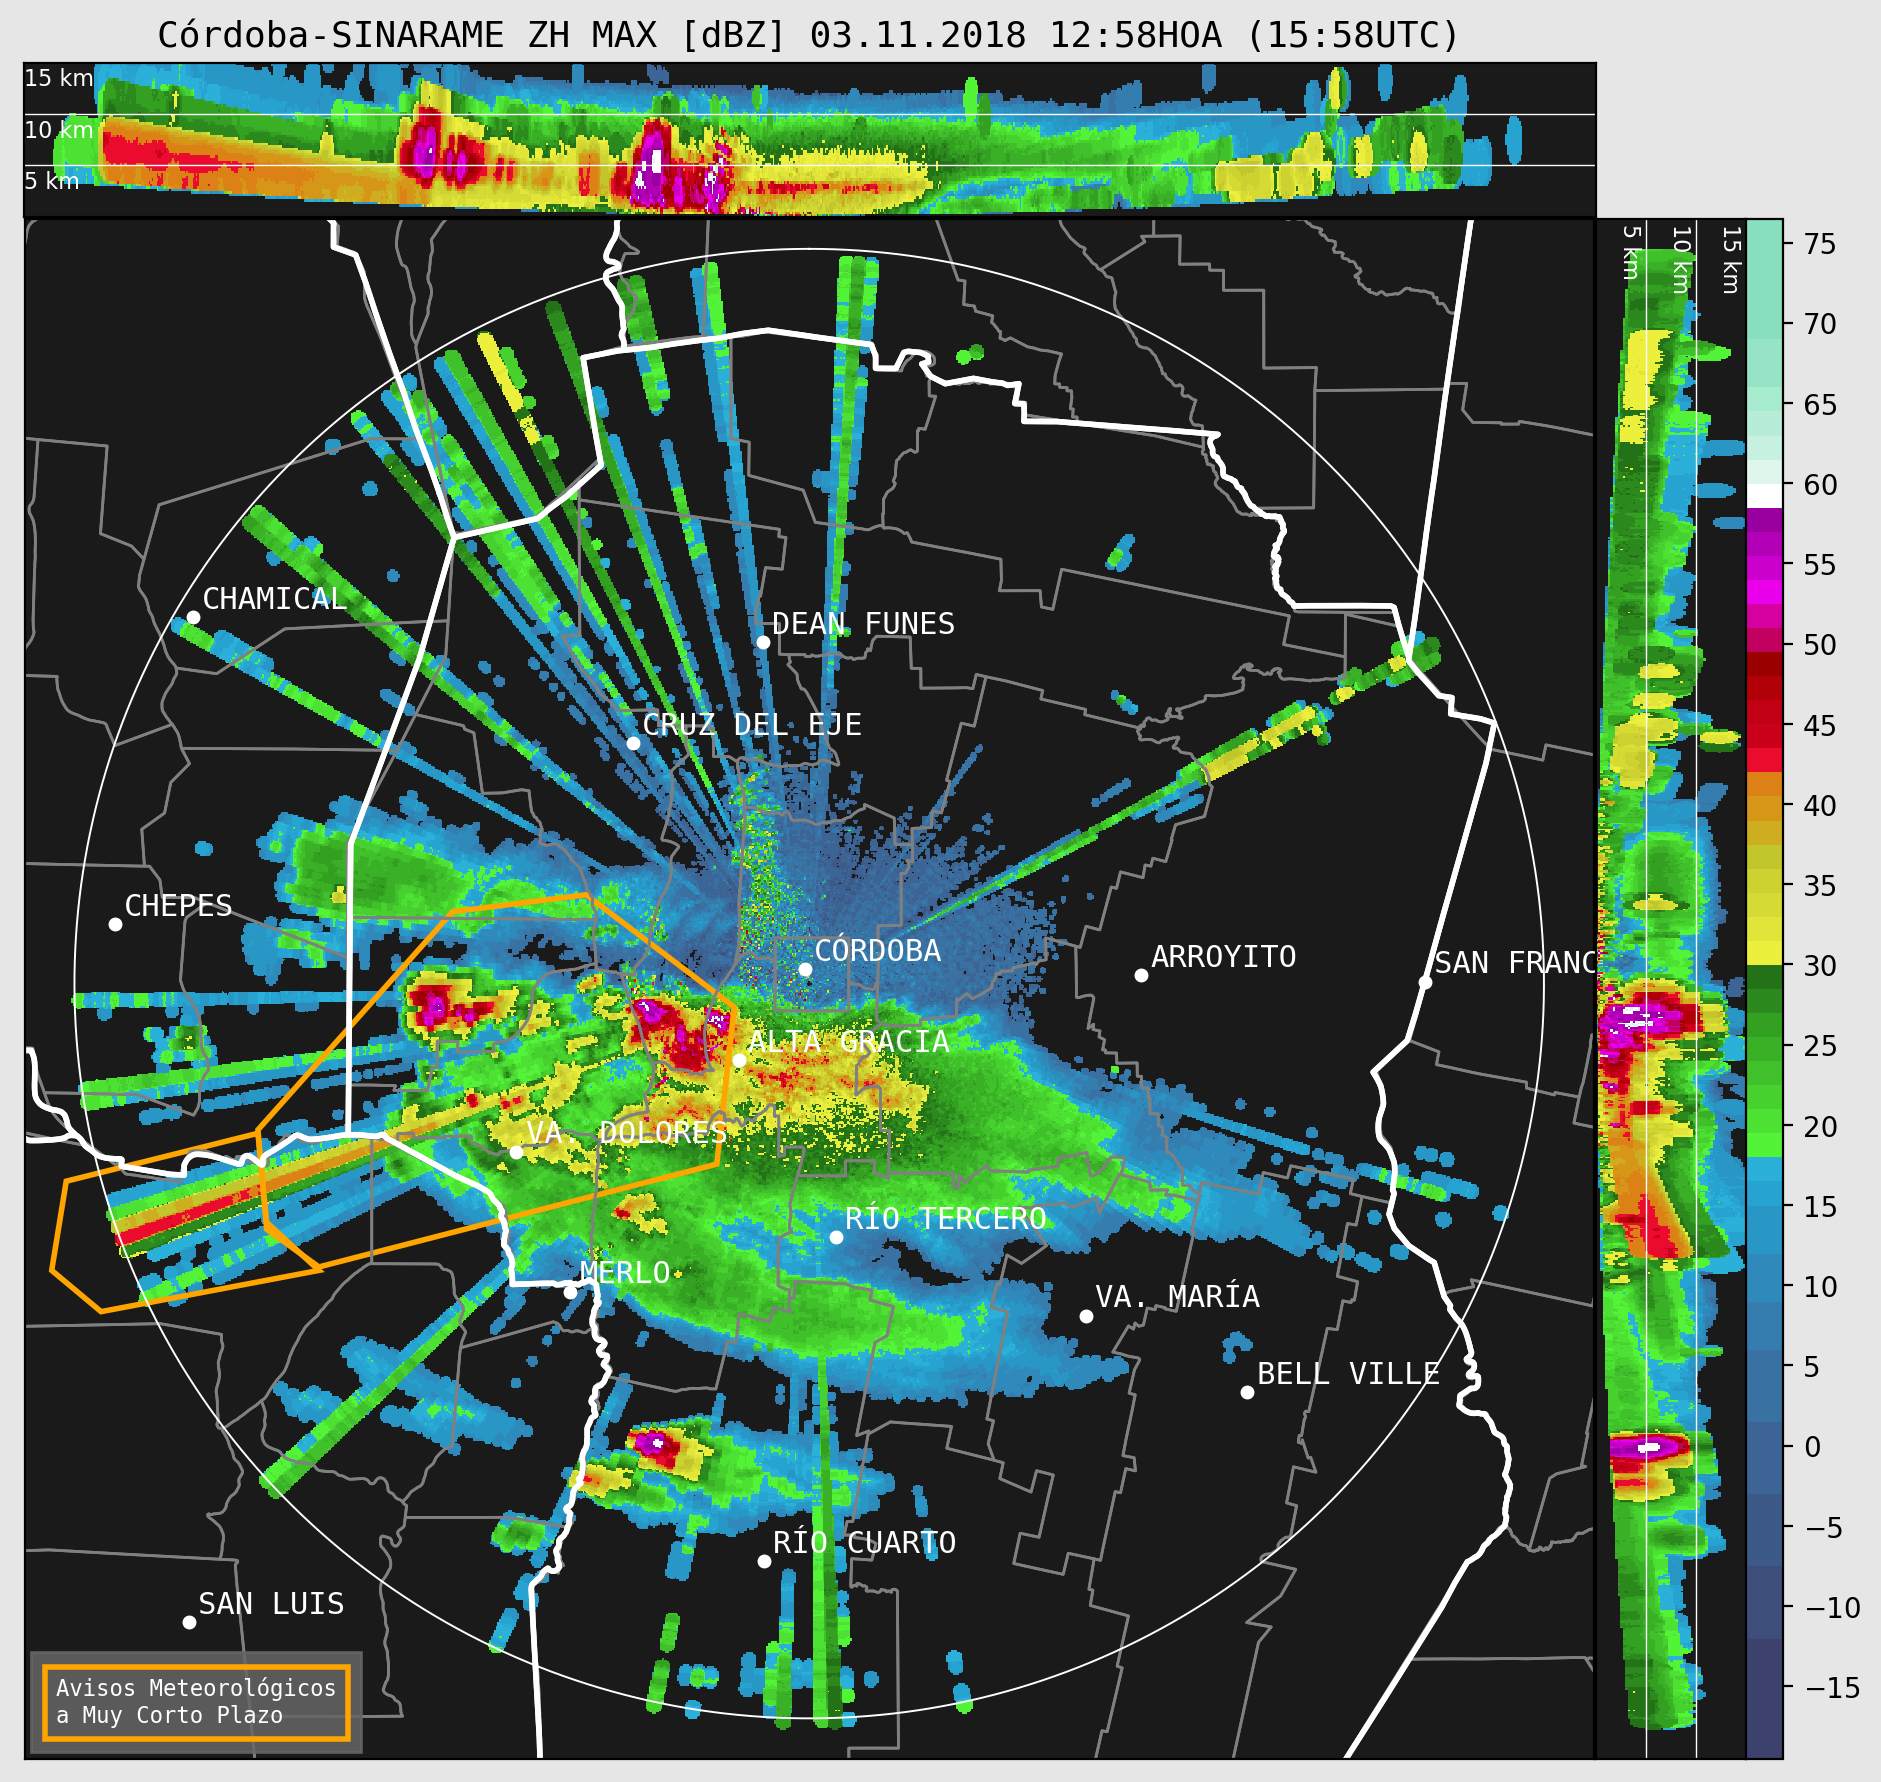 Córdoba-SINARAME ZH MAX [dBZ] 03.11.2018 12:58HOA (15:58UTC)
15 km
10 km
5 km
5 km
10 km
15 km
75
70
65
60
55
50
45
40
35
30
25
20
15
10
5
0
−5
−10
−15
CHAMICAL
DEAN FUNES
CRUZ DEL EJE
CHEPES
CÓRDOBA
ARROYITO
SAN FRANC
ALTA GRACIA
VA. DOLORES
RÍO TERCERO
MERLO
VA. MARÍA
BELL VILLE
RÍO CUARTO
SAN LUIS
Avisos Meteorológicos
a Muy Corto Plazo